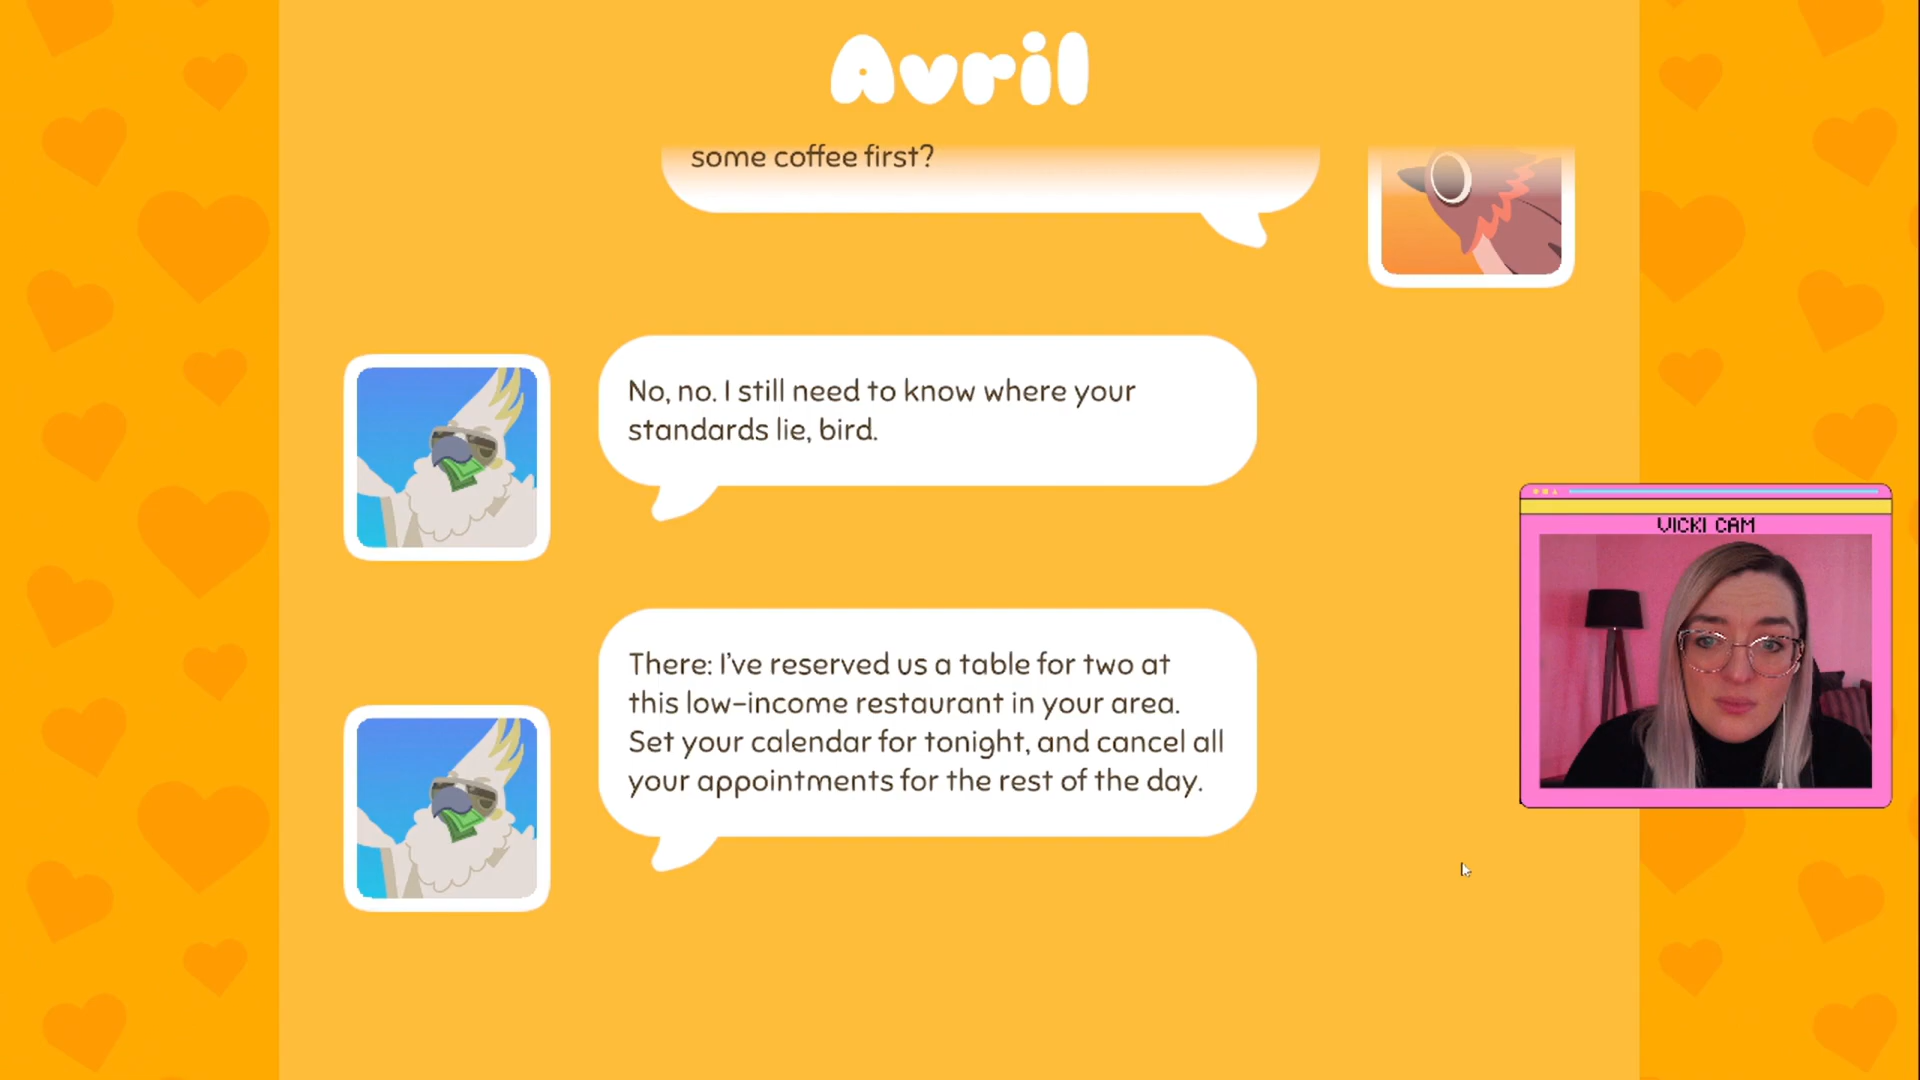 Avril
some coffee first?
No, no. I still need to know where your
standards lie, bird.
There: I've reserved us a table for two at
this low-income restaurant in your area.
Set your calendar for tonight, and cancel all
your appointments for the rest of the day.
VICKI CAM